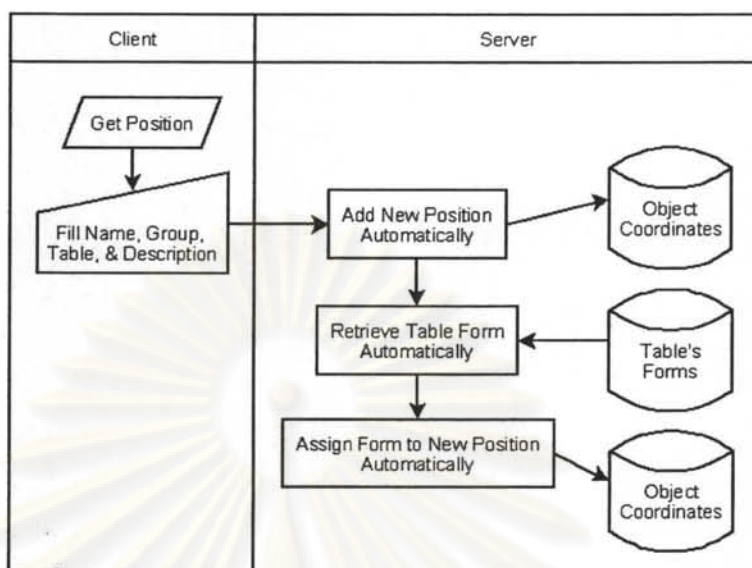 Client
Server
Get Position
Fill Name, Group,
Table, & Description
Add New Position
Automatically
Object
Coordinates
Retrieve Table Form
Automatically
Table's
Forms
Assign Form to New Position
Automatically
Object
Coordinates